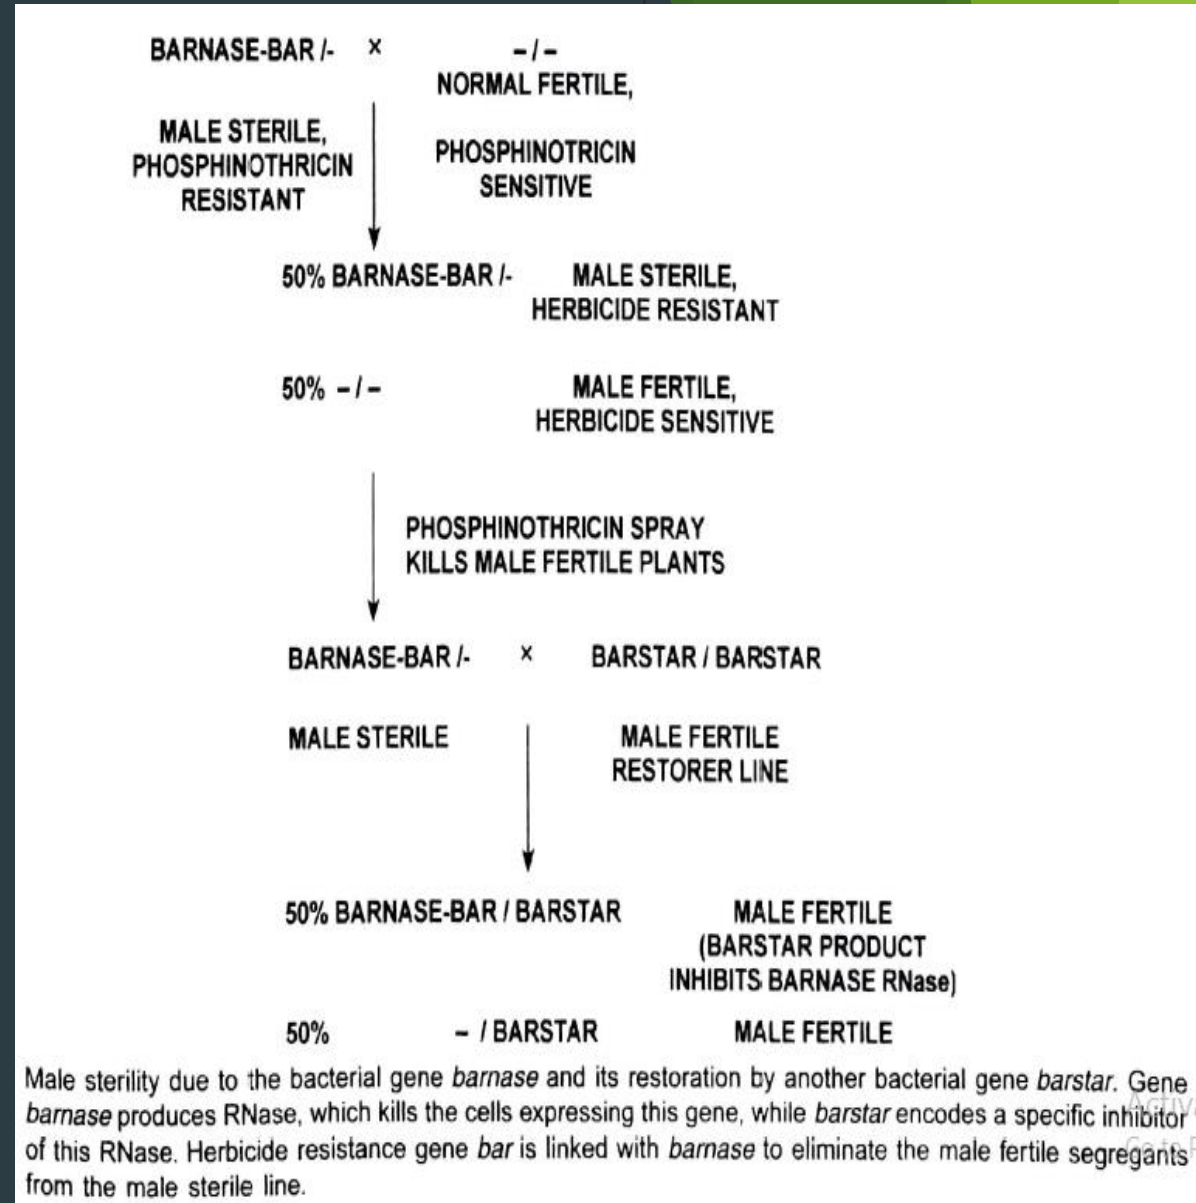 BARNASE-BAR /- × – / –
NORMAL FERTILE,
MALE STERILE,
PHOSPHINOTHRICIN
RESISTANT
PHOSPHINOTRICIN
SENSITIVE
50% BARNASE-BAR /- MALE STERILE,
HERBICIDE RESISTANT
50% – / – MALE FERTILE,
HERBICIDE SENSITIVE
PHOSPHINOTHRICIN SPRAY
KILLS MALE FERTILE PLANTS
BARNASE-BAR /- × BARSTAR / BARSTAR
MALE STERILE MALE FERTILE
RESTORER LINE
50% BARNASE-BAR / BARSTAR MALE FERTILE
(BARSTAR PRODUCT
INHIBITS BARNASE RNase)
50% – / BARSTAR MALE FERTILE
Male sterility due to the bacterial gene barnase and its restoration by another bacterial gene barstar. Gene
barnase produces RNase, which kills the cells expressing this gene, while barstar encodes a specific inhibitor
of this RNase. Herbicide resistance gene bar is linked with barnase to eliminate the male fertile segregants
from the male sterile line.